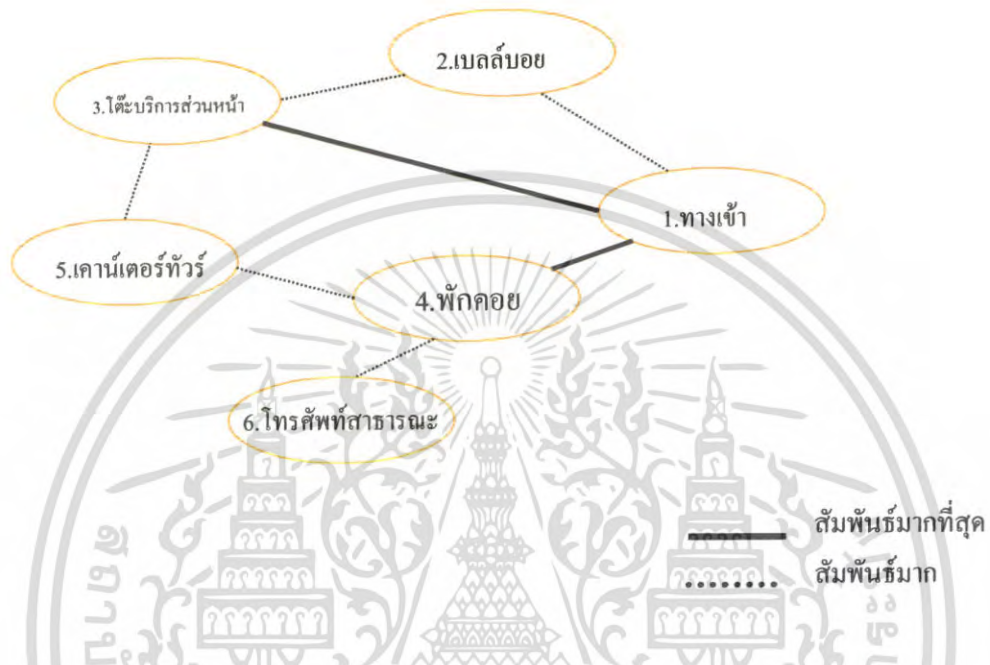 2.เบลล์บอย
3.โต๊ะบริการส่วนหน้า
1.ทางเข้า
5.เคาน์เตอร์ทัวร์
4.พักคอย
6.โทรศัพท์สาธารณะ
สัมพันธ์มากที่สุด
สัมพันธ์มาก